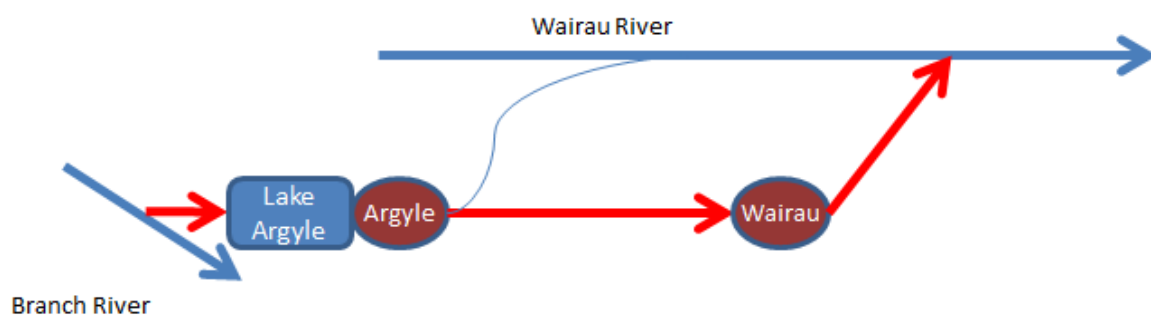 Wairau River
Lake
Argyle
Argyle
Wairau
Branch River